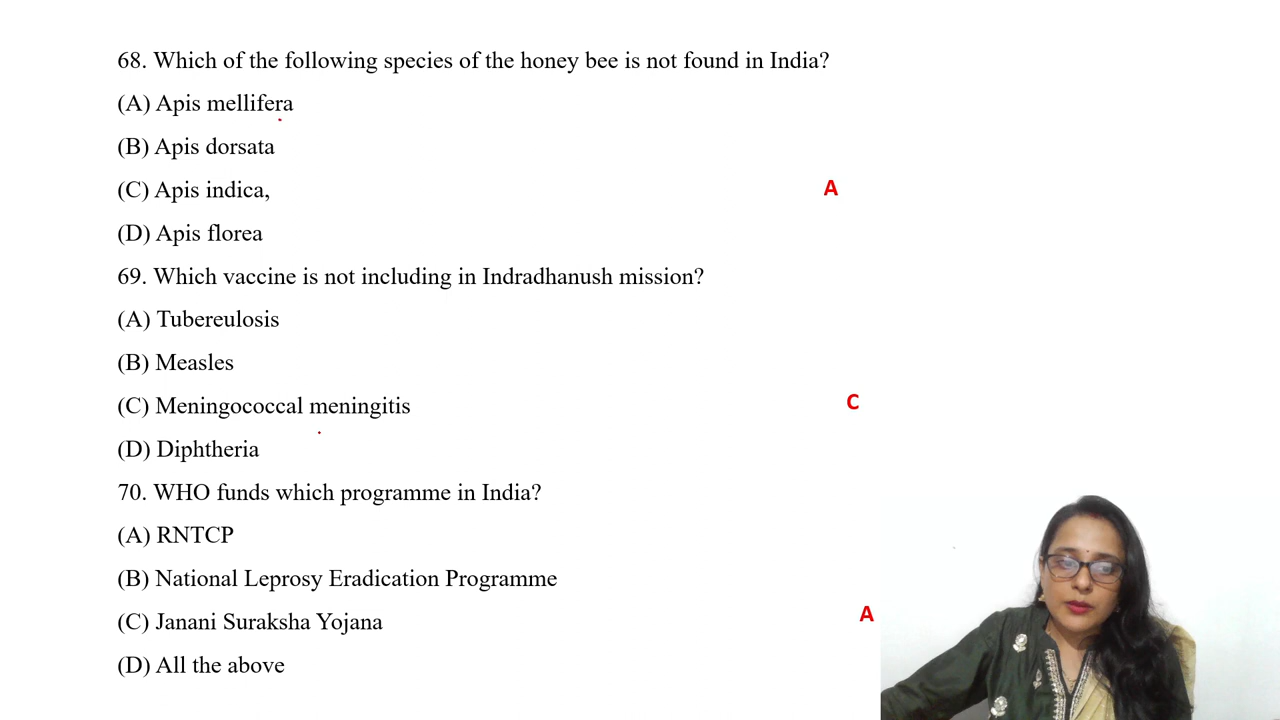 68. Which of the following species of the honey bee is not found in India?
(A) Apis mellifera
(B) Apis dorsata
(C) Apis indica,
A
(D) Apis florea
69. Which vaccine is not including in Indradhanush mission?
(A) Tubereulosis
(B) Measles
(C) Meningococcal meningitis
C
(D) Diphtheria
70. WHO funds which programme in India?
(A) RNTCP
(B) National Leprosy Eradication Programme
(C) Janani Suraksha Yojana
A
(D) All the above